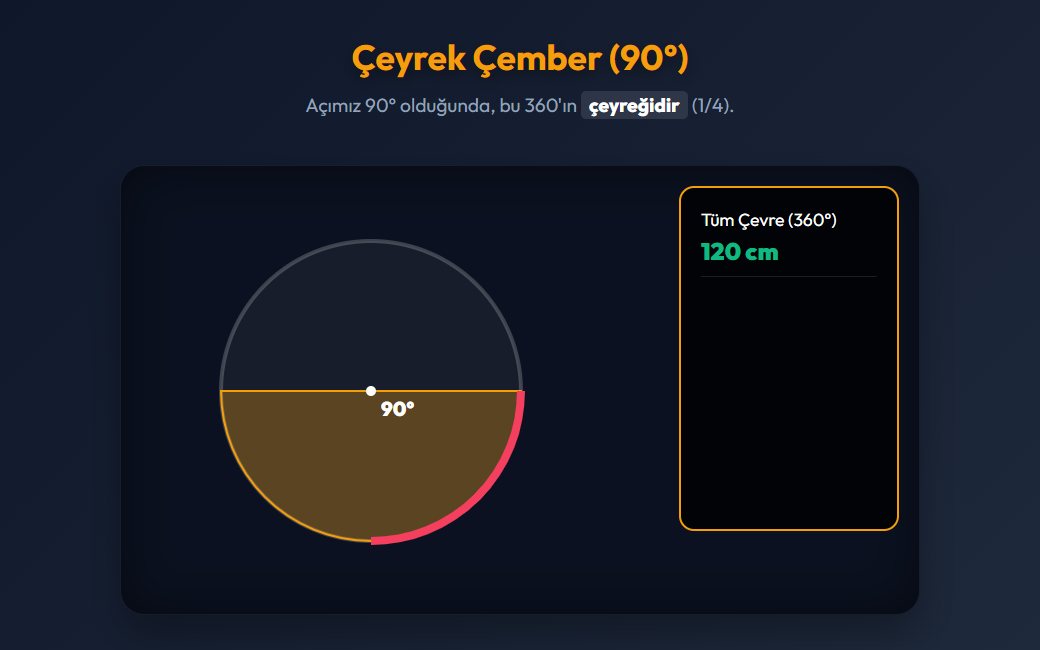 Çeyrek Çember (90°)
Açımız 90° olduğunda, bu 360'ın çeyreğidir (1/4).
Tüm Çevre (360°)
120 cm
90°